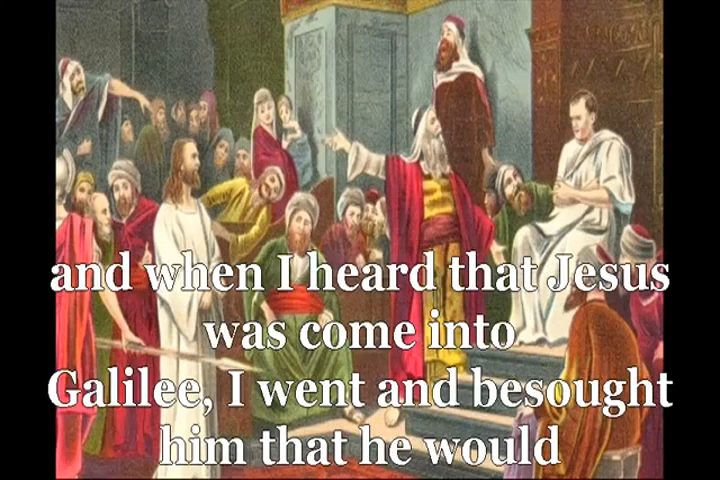 and when I heard that Jesus
was come into
Galilee, I went and besought
him that he would